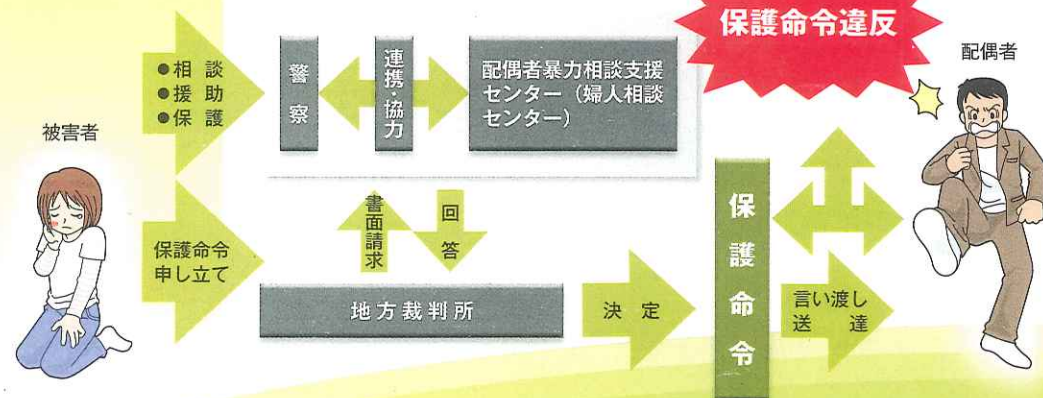 保護命令違反
配偶者
被害者
●相談
●援助
●保護
警察
連携・協力
配偶者暴力相談支援
センター（婦人相談
センター）
保護命令
申し立て
書面請求
回答
地方裁判所
決定
保護命令
言い渡し
送達